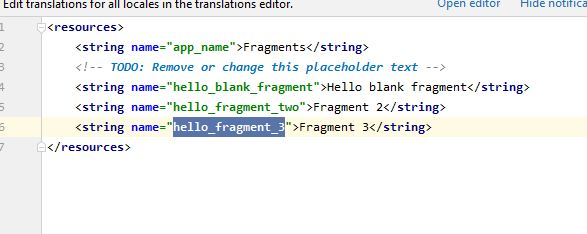 Edit translations for all locales in the translations editor. Open editor Hide notifica
1 <resources>
2 <string name="app_name">Fragments</string>
3 <!-- TODO: Remove or change this placeholder text -->
4 <string name="hello_blank_fragment">Hello blank fragment</string>
5 <string name="hello_fragment_two">Fragment 2</string>
6 <string name="hello_fragment_3">Fragment 3</string>
7 </resources>